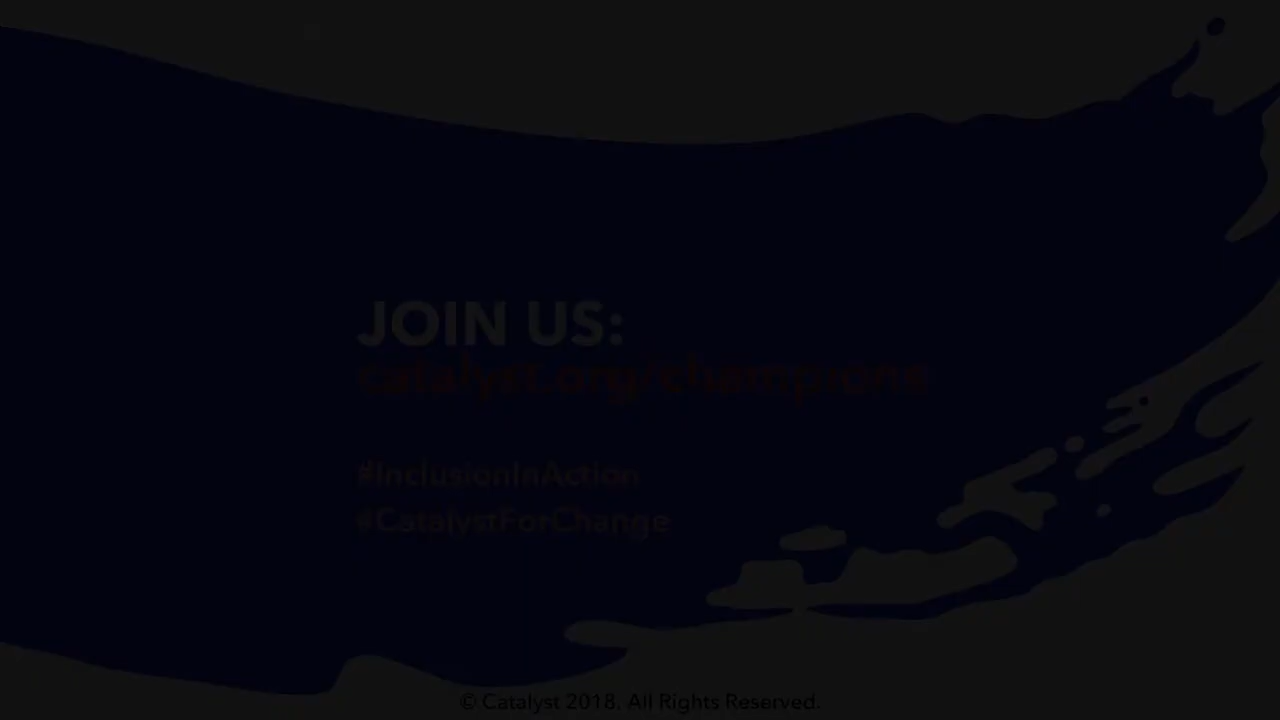 JOIN US:
catalyst.org/champions
#InclusionInAction
#CatalystForChange
© Catalyst 2018. All Rights Reserved.